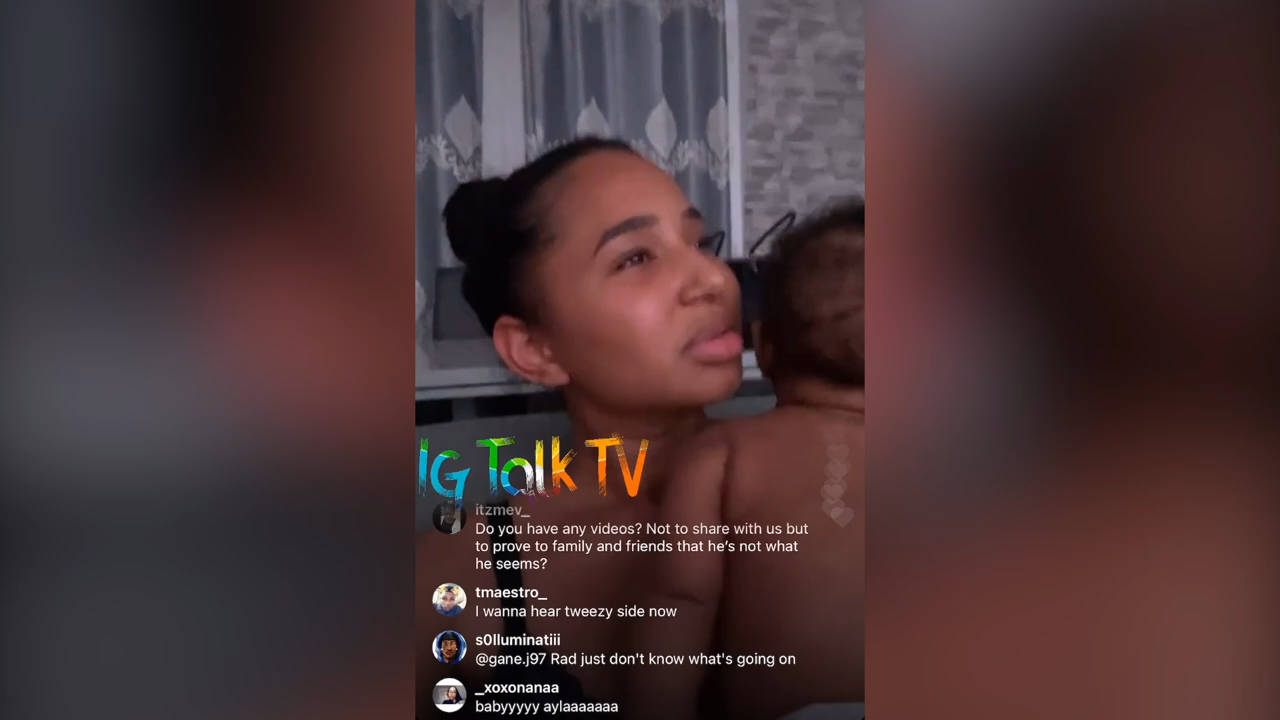 IG Talk TV
itzmev_
Do you have any videos? Not to share with us but
to prove to family and friends that he's not what
he seems?
tmaestro_
I wanna hear tweezy side now
s0lluminatiii
@gane.j97 Rad just don't know what's going on
_xoxonanaa
babyyyyy aylaaaaaaa